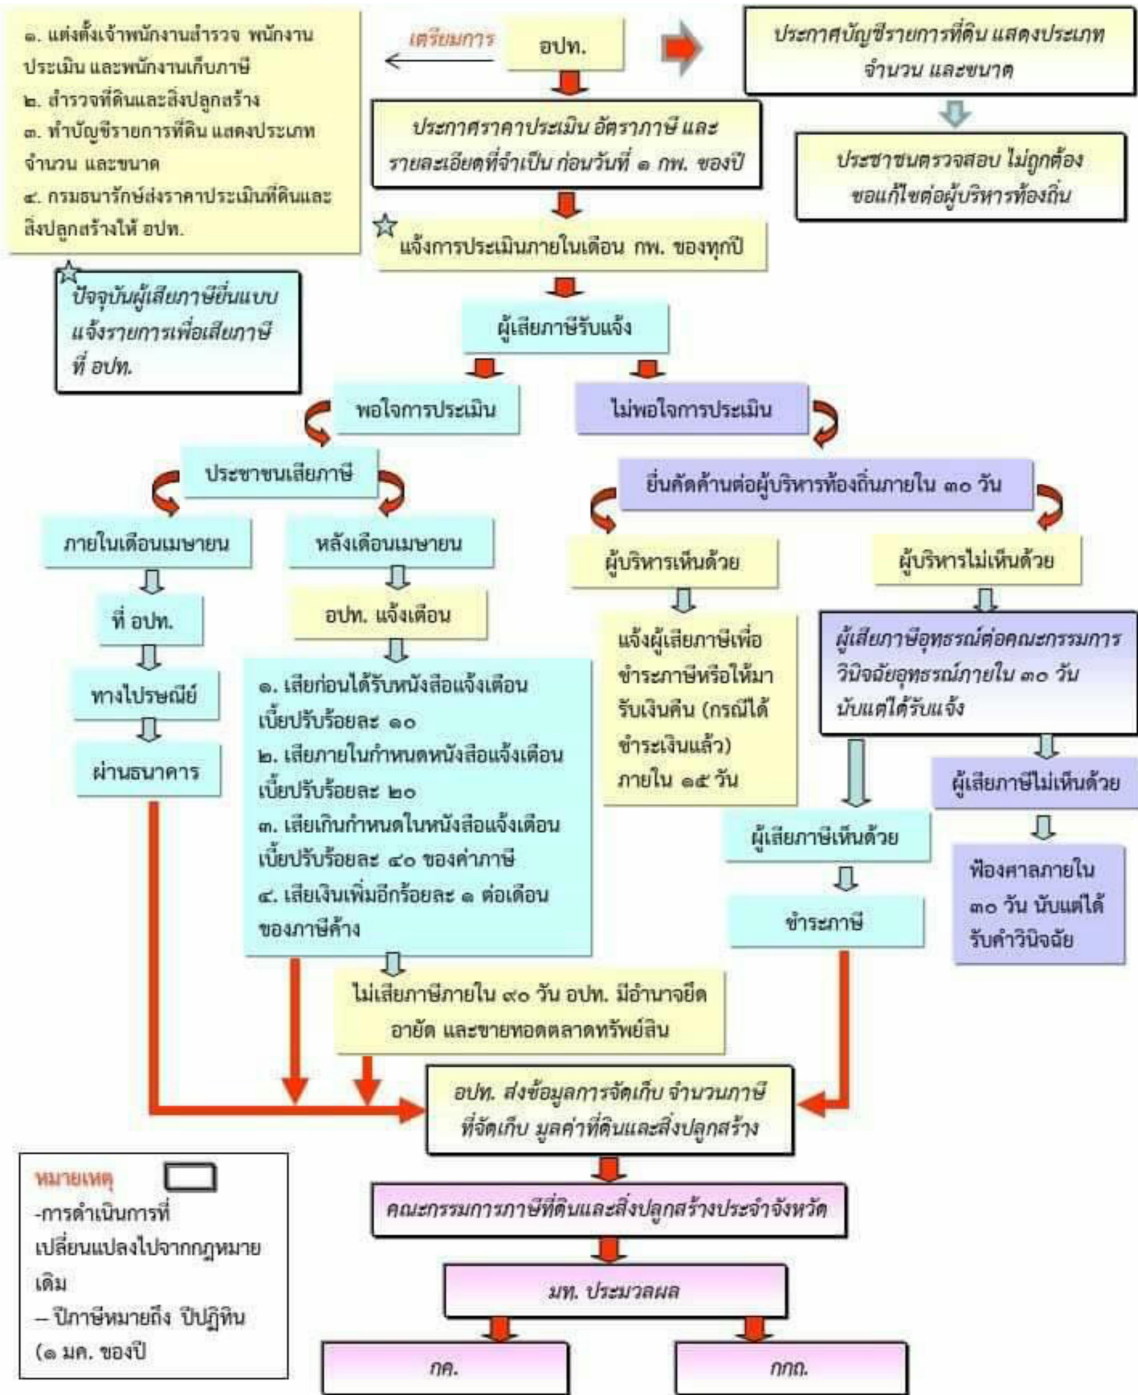 ๑. แต่งตั้งเจ้าพนักงานสำรวจ พนักงาน
ประเมิน และพนักงานเก็บภาษี
๒. สำรวจที่ดินและสิ่งปลูกสร้าง
๓. ทำบัญชีรายการที่ดิน แสดงประเภท
จำนวน และขนาด
๔. กรมธนารักษ์ส่งราคาประเมินที่ดินและ
สิ่งปลูกสร้างให้ อปท.
เตรียมการ
อปท.
ประกาศบัญชีรายการที่ดิน แสดงประเภท
จำนวน และขนาด
ประกาศราคาประเมิน อัตราภาษี และ
รายละเอียดที่จำเป็น ก่อนวันที่ ๑ กพ. ของปี
ประชาชนตรวจสอบ ไม่ถูกต้อง
ขอแก้ไขต่อผู้บริหารท้องถิ่น
แจ้งการประเมินภายในเดือน กพ. ของทุกปี
ปัจจุบันผู้เสียภาษียื่นแบบ
แจ้งรายการเพื่อเสียภาษี
ที่ อปท.
ผู้เสียภาษีรับแจ้ง
พอใจการประเมิน
ไม่พอใจการประเมิน
ประชาชนเสียภาษี
ยื่นคัดค้านต่อผู้บริหารท้องถิ่นภายใน ๓๐ วัน
ภายในเดือนเมษายน
หลังเดือนเมษายน
ผู้บริหารเห็นด้วย
ผู้บริหารไม่เห็นด้วย
ที่ อปท.
อปท. แจ้งเตือน
ทางไปรษณีย์
ผ่านธนาคาร
๑. เสียก่อนได้รับหนังสือแจ้งเตือน
เบี้ยปรับร้อยละ ๑๐
๒. เสียภายในกำหนดหนังสือแจ้งเตือน
เบี้ยปรับร้อยละ ๒๐
๓. เสียเกินกำหนดในหนังสือแจ้งเตือน
เบี้ยปรับร้อยละ ๔๐ ของค่าภาษี
๔. เสียเงินเพิ่มอีกร้อยละ ๑ ต่อเดือน
ของภาษีค้าง
แจ้งผู้เสียภาษีเพื่อ
ชำระภาษีหรือให้มา
รับเงินคืน (กรณีได้
ชำระเงินแล้ว)
ภายใน ๑๕ วัน
ผู้เสียภาษีอุทธรณ์ต่อคณะกรรมการ
วินิจฉัยอุทธรณ์ภายใน ๓๐ วัน
นับแต่ได้รับแจ้ง
ผู้เสียภาษีไม่เห็นด้วย
ผู้เสียภาษีเห็นด้วย
ฟ้องศาลภายใน
๓๐ วัน นับแต่ได้
รับคำวินิจฉัย
ชำระภาษี
ไม่เสียภาษีภายใน ๙๐ วัน อปท. มีอำนาจยึด
อายัด และขายทอดตลาดทรัพย์สิน
อปท. ส่งข้อมูลการจัดเก็บ จำนวนภาษี
ที่จัดเก็บ มูลค่าที่ดินและสิ่งปลูกสร้าง
หมายเหตุ
-การดำเนินการที่
เปลี่ยนแปลงไปจากกฎหมาย
เดิม
– ปีภาษีหมายถึง ปีปฏิทิน
(๑ มค. ของปี
คณะกรรมการภาษีที่ดินและสิ่งปลูกสร้างประจำจังหวัด
มท. ประมวลผล
กค.
กกถ.